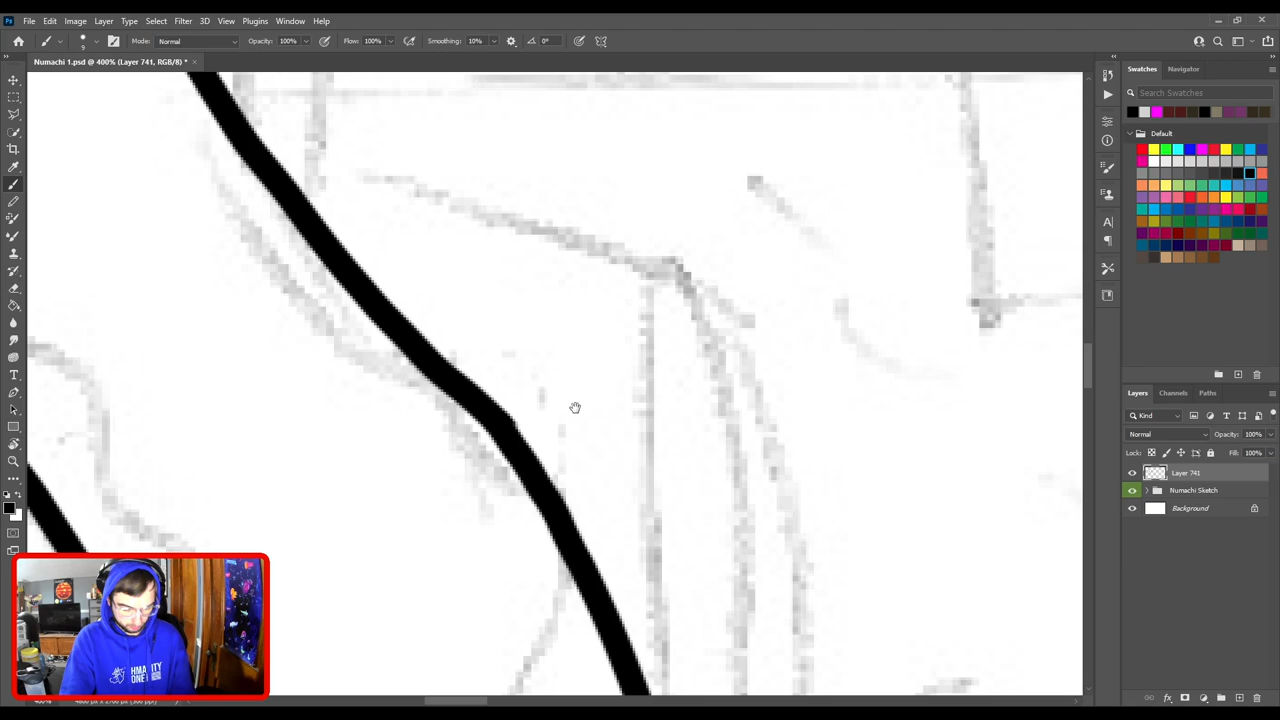 File Edit Image Layer Type Select Filter 3D View Plugins Window Help
9 Mode: Normal Opacity: 100% Flow: 100% Smoothing: 10% 0°
Numachi 1.psd @ 400% (Layer 741, RGB/8) * ×
Swatches Navigator
Search Swatches
Default
Layers Channels Paths
Kind
Normal Opacity: 100%
Lock: Fill: 100%
Layer 741
Numachi Sketch
Background